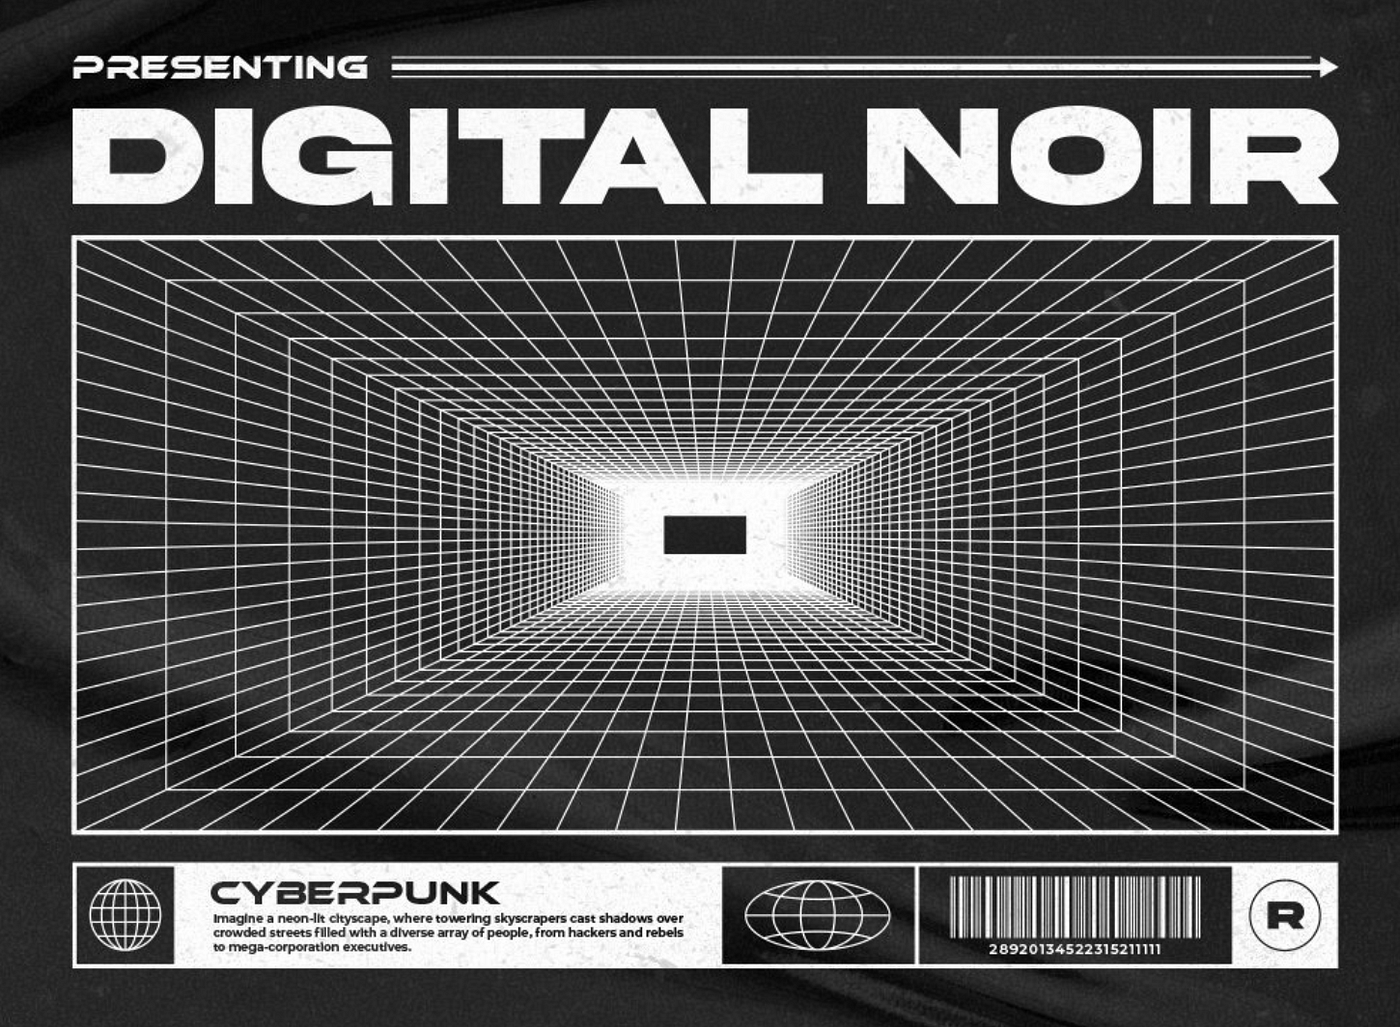 PRESENTING
DIGITAL NOIR
CYBERPUNK
Imagine a neon-lit cityscape, where towering skyscrapers cast shadows over
crowded streets filled with a diverse array of people, from hackers and rebels
to mega-corporation executives.
28920134522315211111
R